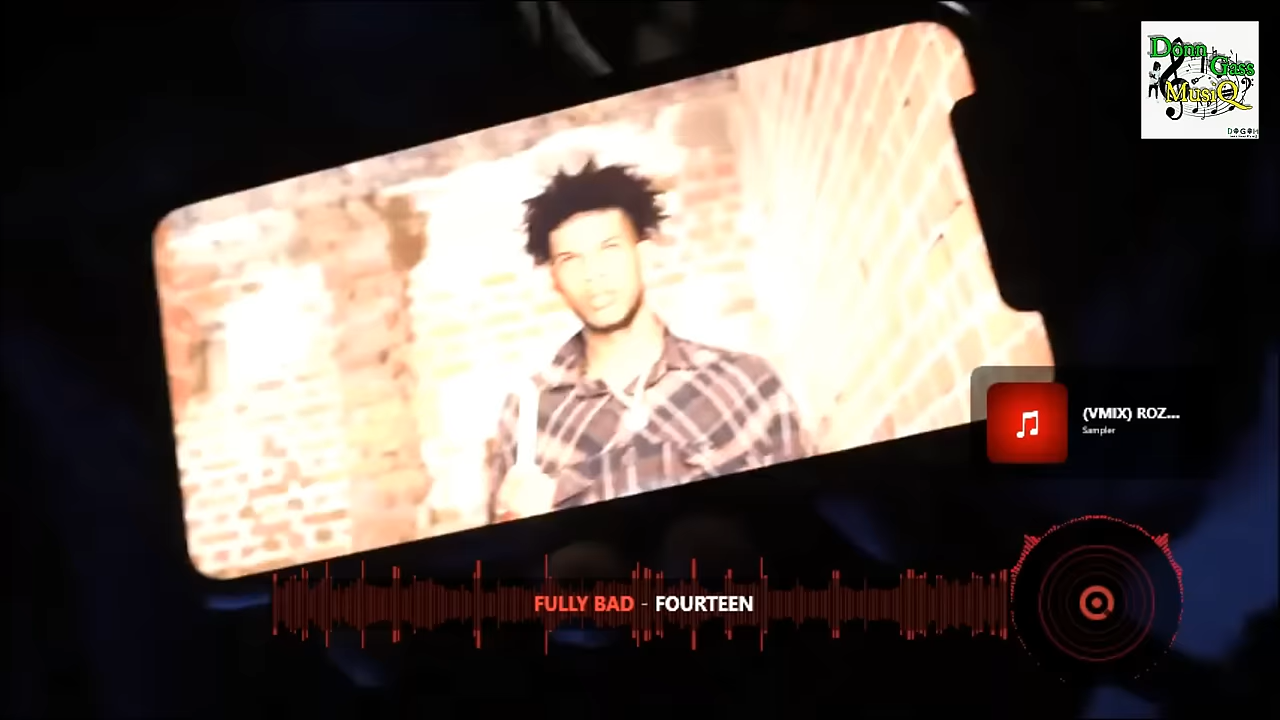 Donn
Gass
MusiQ
(VMIX) ROZ...
Sampler
FULLY BAD - FOURTEEN